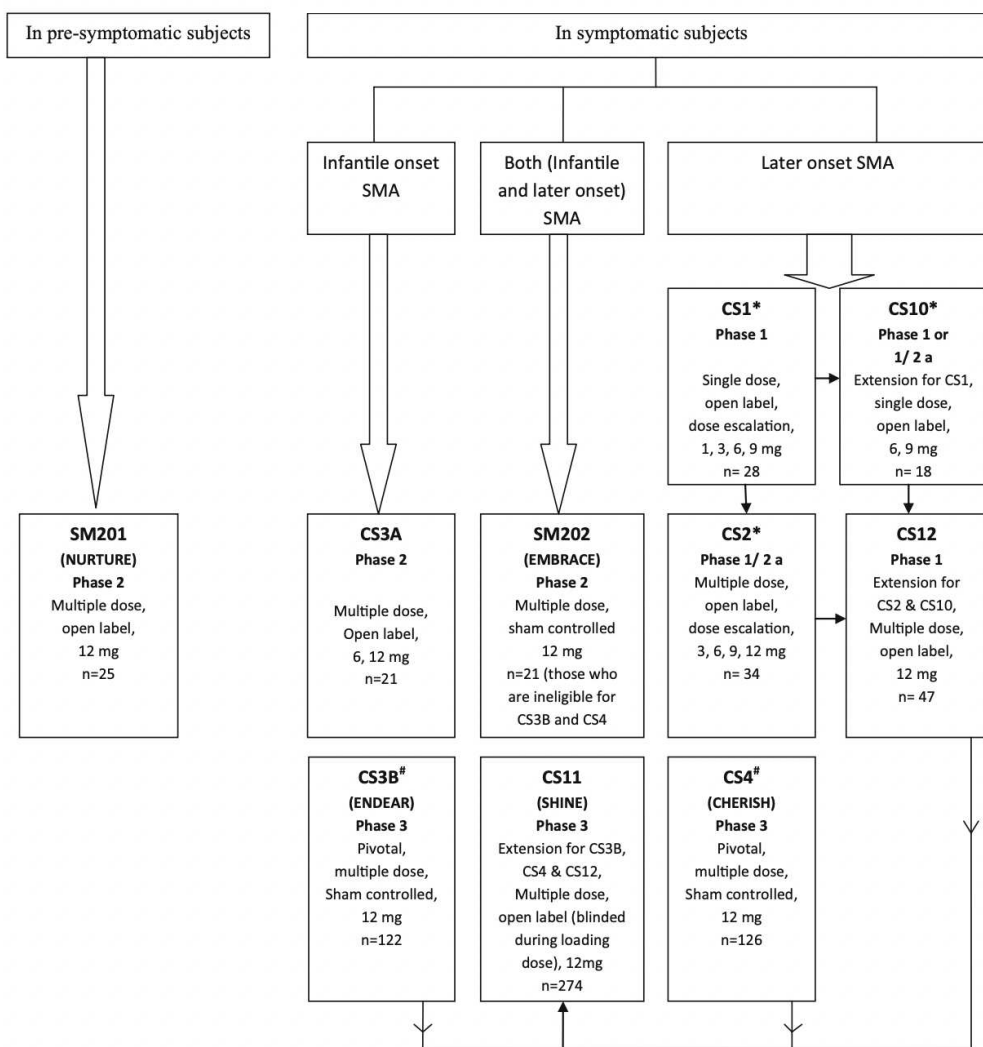 In pre-symptomatic subjects
In symptomatic subjects
Infantile onset
SMA
Both (Infantile
and later onset)
SMA
Later onset SMA
CS1*
Phase 1
Single dose,
open label,
dose escalation,
1, 3, 6, 9 mg
n= 28
CS10*
Phase 1 or
1/ 2 a
Extension for CS1,
single dose,
open label,
6, 9 mg
n= 18
SM201
(NURTURE)
Phase 2
Multiple dose,
open label,
12 mg
n=25
CS3A
Phase 2
Multiple dose,
Open label,
6, 12 mg
n=21
SM202
(EMBRACE)
Phase 2
Multiple dose,
sham controlled
12 mg
n=21 (those who
are ineligible for
CS3B and CS4
CS2*
Phase 1/ 2 a
Multiple dose,
open label,
dose escalation,
3, 6, 9, 12 mg
n= 34
CS12
Phase 1
Extension for
CS2 & CS10,
Multiple dose,
open label,
12 mg
n= 47
CS3B#
(ENDEAR)
Phase 3
Pivotal,
multiple dose,
Sham controlled,
12 mg
n=122
CS11
(SHINE)
Phase 3
Extension for CS3B,
CS4 & CS12,
Multiple dose,
open label (blinded
during loading
dose), 12mg
n=274
CS4#
(CHERISH)
Phase 3
Pivotal,
multiple dose,
Sham controlled,
12 mg
n=126